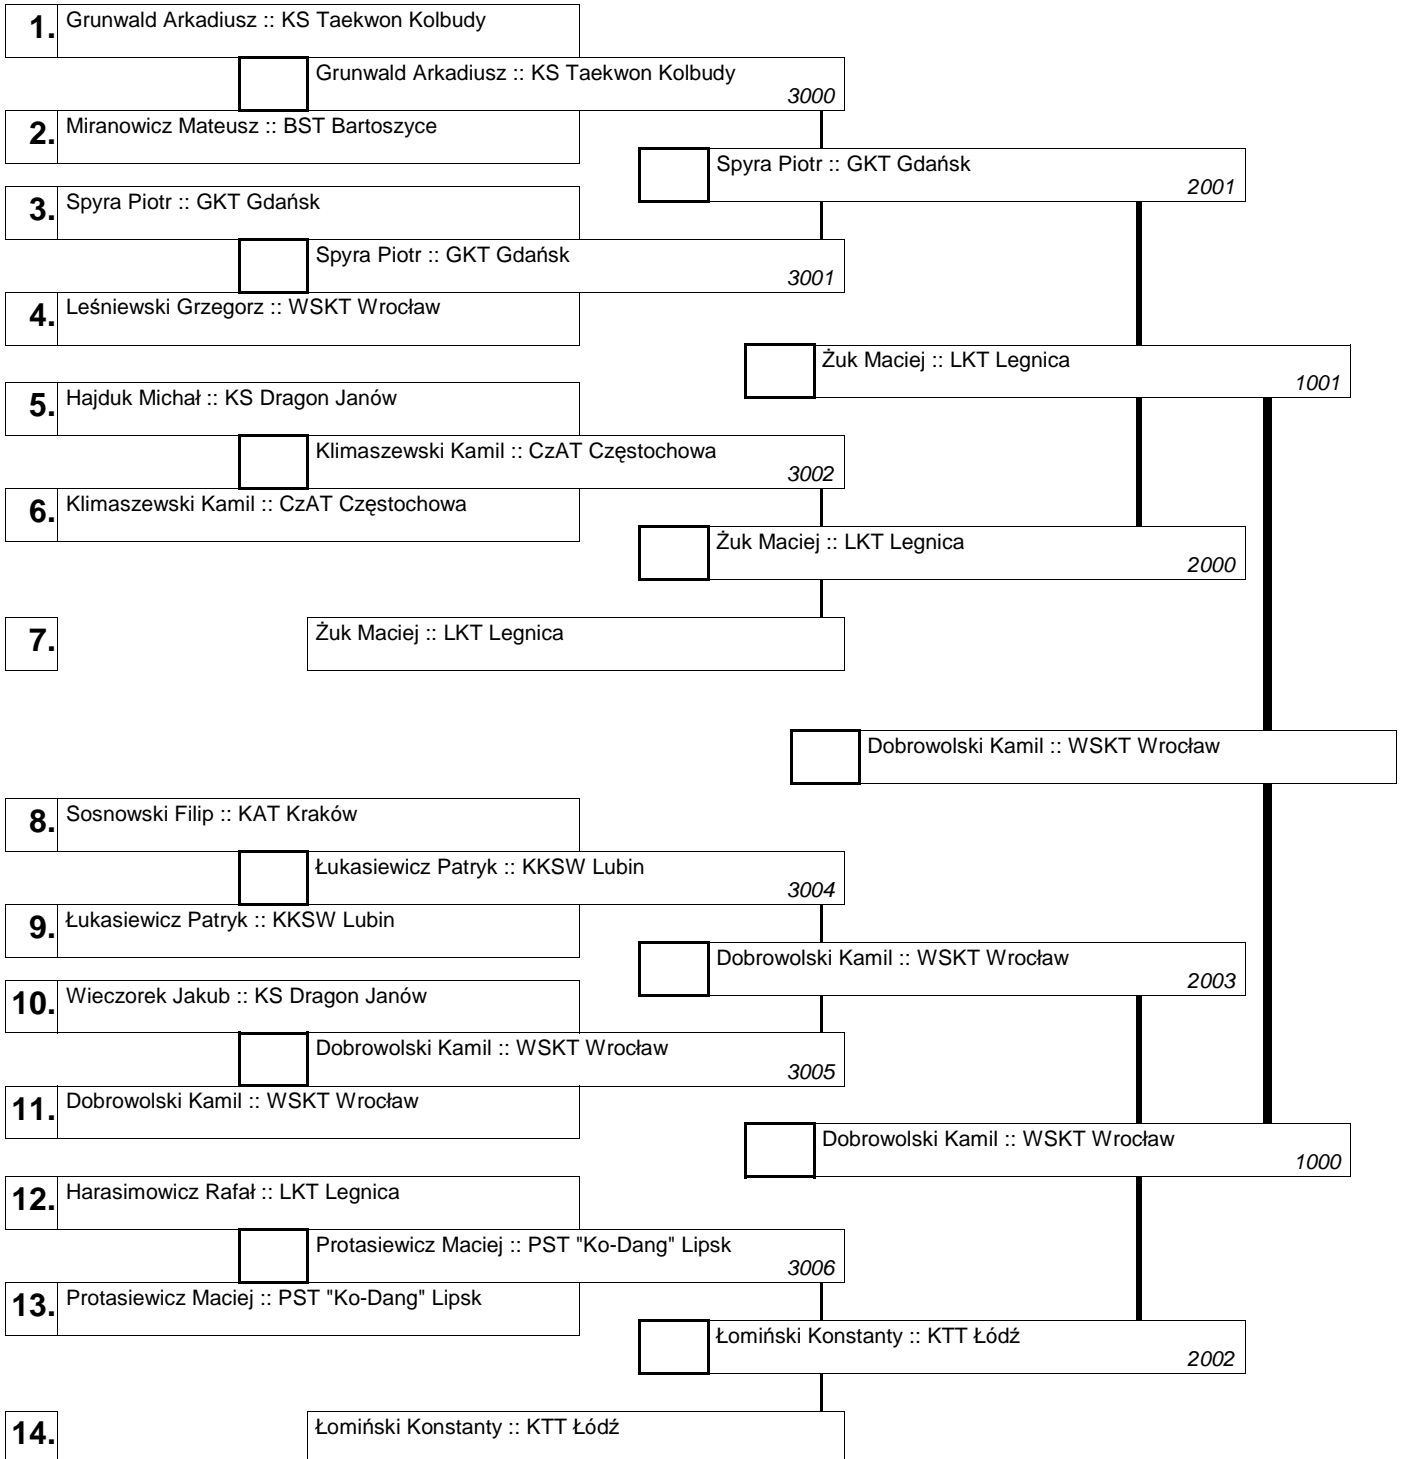 1. Grunwald Arkadiusz :: KS Taekwon Kolbudy
Grunwald Arkadiusz :: KS Taekwon Kolbudy
3000
2. Miranowicz Mateusz :: BST Bartoszyce
Spyra Piotr :: GKT Gdańsk
2001
3. Spyra Piotr :: GKT Gdańsk
Spyra Piotr :: GKT Gdańsk
3001
4. Leśniewski Grzegorz :: WSKT Wrocław
Żuk Maciej :: LKT Legnica
1001
5. Hajduk Michał :: KS Dragon Janów
Klimaszewski Kamil :: CzAT Częstochowa
3002
6. Klimaszewski Kamil :: CzAT Częstochowa
Żuk Maciej :: LKT Legnica
2000
7. Żuk Maciej :: LKT Legnica
Dobrowolski Kamil :: WSKT Wrocław
8. Sosnowski Filip :: KAT Kraków
Łukasiewicz Patryk :: KKSW Lubin
3004
9. Łukasiewicz Patryk :: KKSW Lubin
Dobrowolski Kamil :: WSKT Wrocław
2003
10. Wieczorek Jakub :: KS Dragon Janów
Dobrowolski Kamil :: WSKT Wrocław
3005
11. Dobrowolski Kamil :: WSKT Wrocław
Dobrowolski Kamil :: WSKT Wrocław
1000
12. Harasimowicz Rafał :: LKT Legnica
Protasiewicz Maciej :: PST "Ko-Dang" Lipsk
3006
13. Protasiewicz Maciej :: PST "Ko-Dang" Lipsk
Łomiński Konstanty :: KTT Łódź
2002
14. Łomiński Konstanty :: KTT Łódź